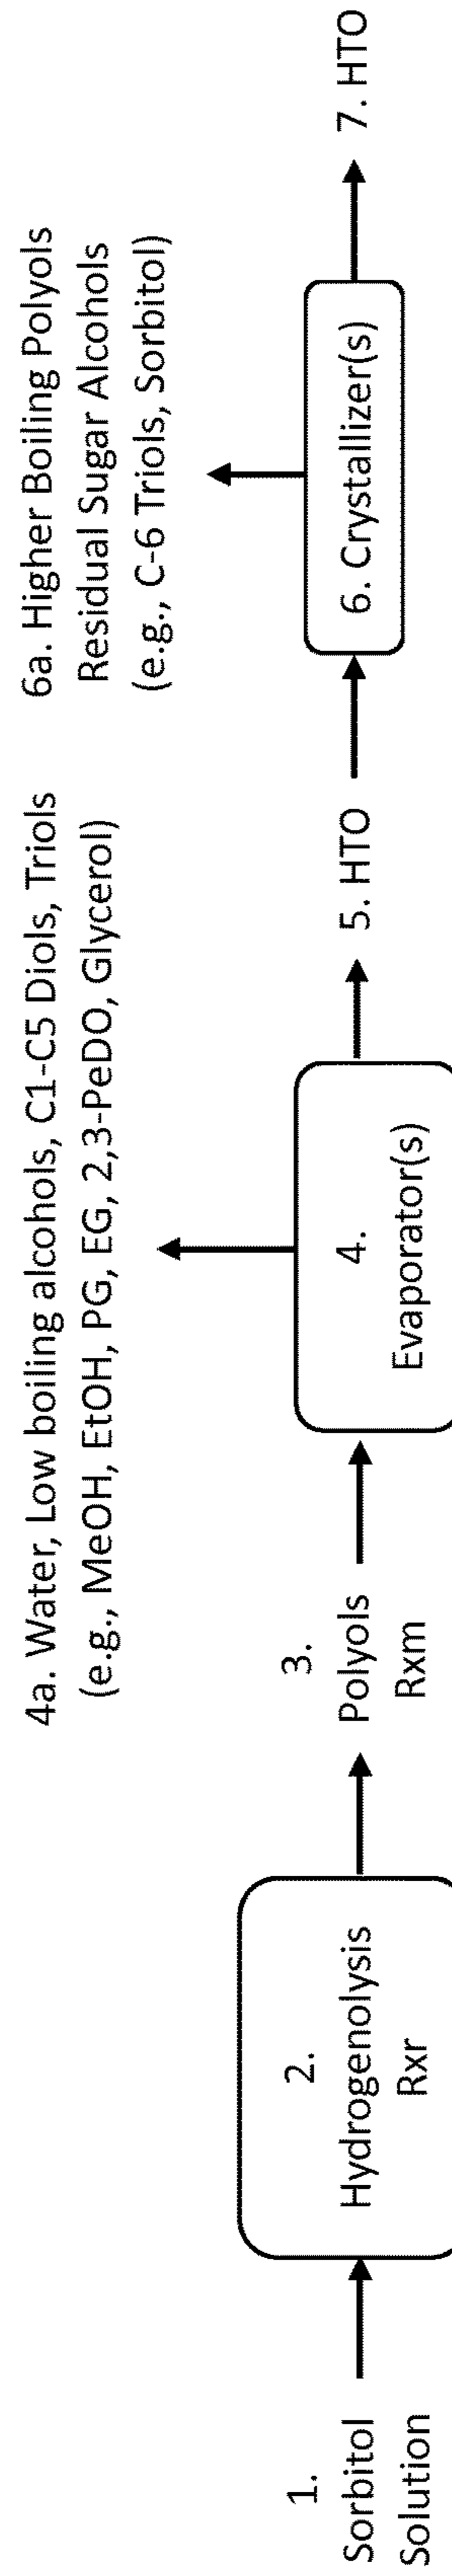 1.
Sorbitol
Solution
2.
Hydrogenolysis
Rxr
3.
Polyols
Rxm
4a. Water, Low boiling alcohols, C1-C5 Diols, Triols
(e.g., MeOH, EtOH, PG, EG, 2,3-PeDO, Glycerol)
4.
Evaporator(s)
5. HTO
6a. Higher Boiling Polyols
Residual Sugar Alcohols
(e.g., C-6 Triols, Sorbitol)
6. Crystallizer(s)
7. HTO